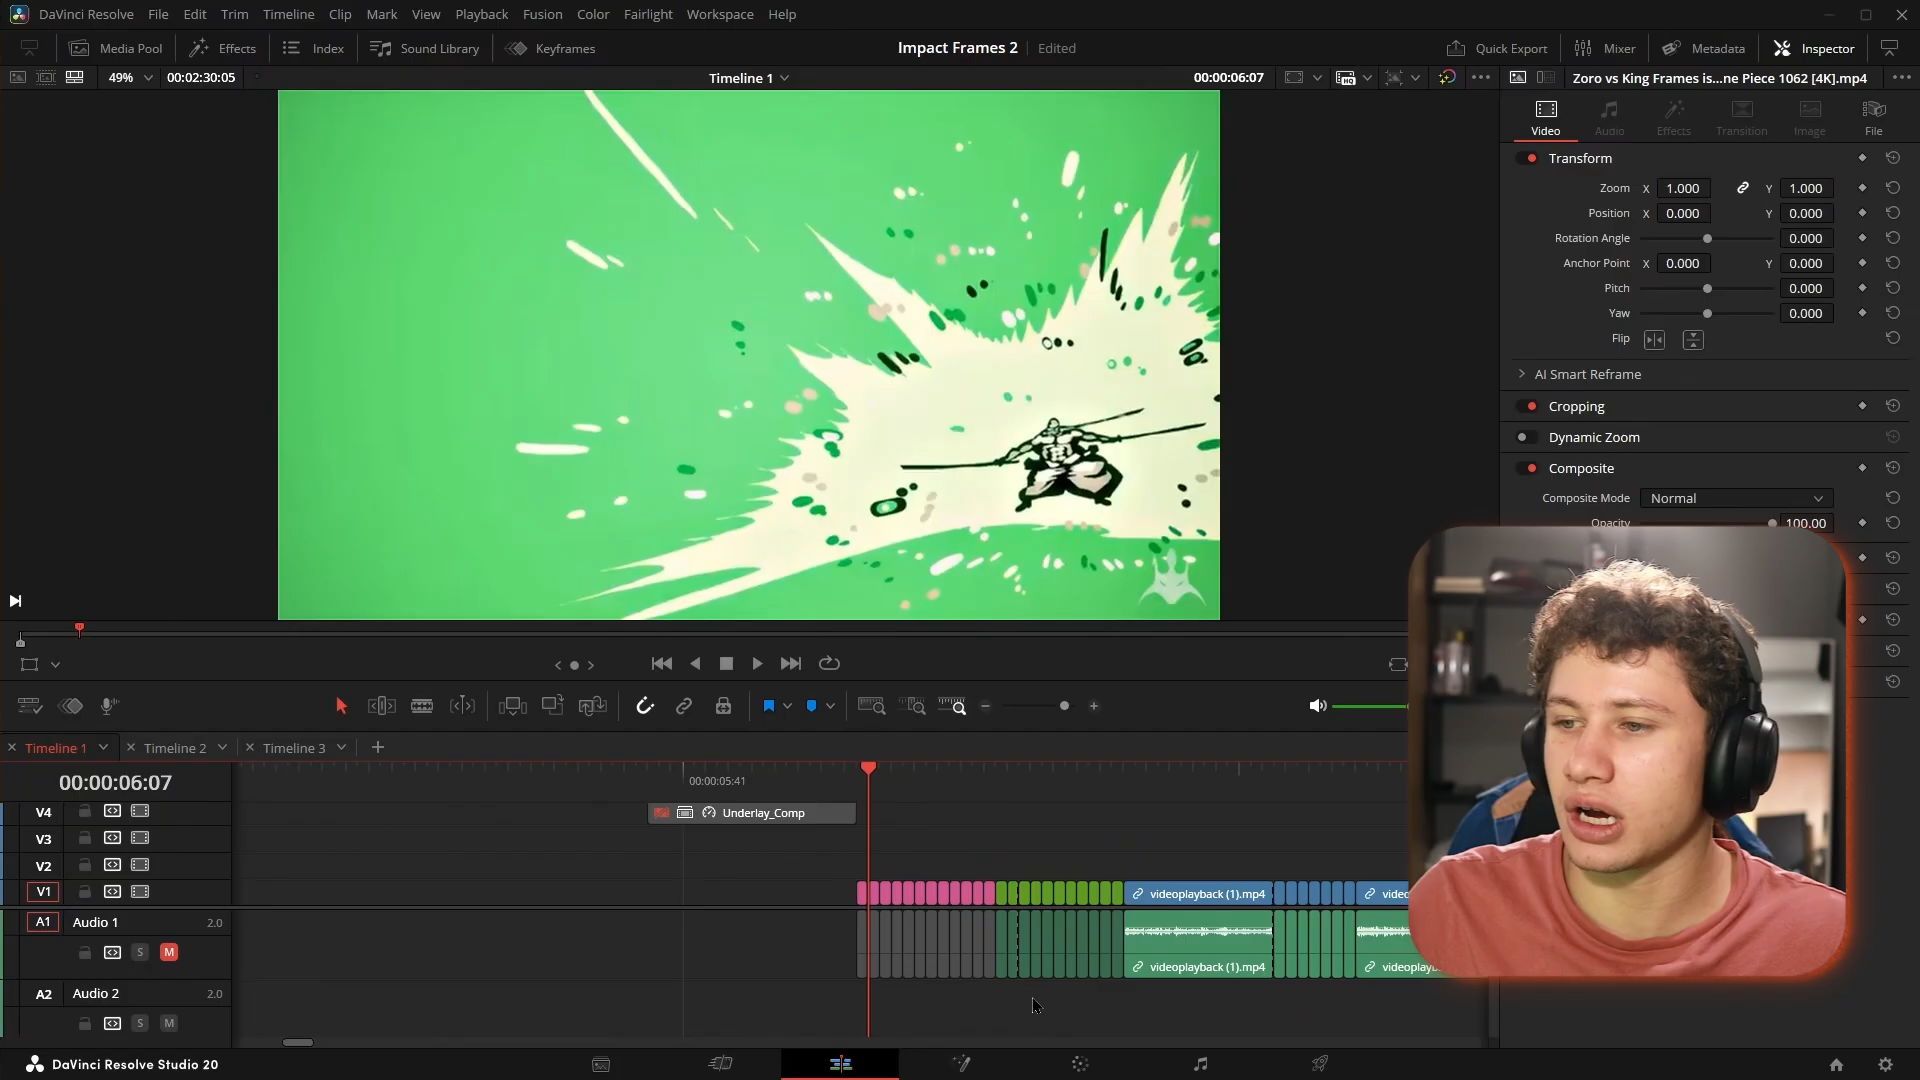 DaVinci Resolve File Edit Trim Timeline Clip Mark View Playback Fusion Color Fairlight Workspace Help
Media Pool Effects Index Sound Library Keyframes Impact Frames 2 Edited Quick Export Mixer Metadata Inspector
49% 00:02:30:05 Timeline 1 00:00:06:07 Zoro vs King Frames is...ne Piece 1062 [4K].mp4
Video Audio Effects Transition Image File
Transform
Zoom X 1.000 Y 1.000
Position X 0.000 Y 0.000
Rotation Angle 0.000
Anchor Point X 0.000 Y 0.000
Pitch 0.000
Yaw 0.000
Flip
AI Smart Reframe
Cropping
Dynamic Zoom
Composite
Composite Mode Normal
Opacity 100.00
Timeline 1 Timeline 2 Timeline 3
00:00:06:07 00:00:05:41
V4 Underlay_Comp
V3
V2
V1 videoplayback (1).mp4
A1 Audio 1 2.0
S M
videoplayback (1).mp4
A2 Audio 2 2.0
S M
DaVinci Resolve Studio 20